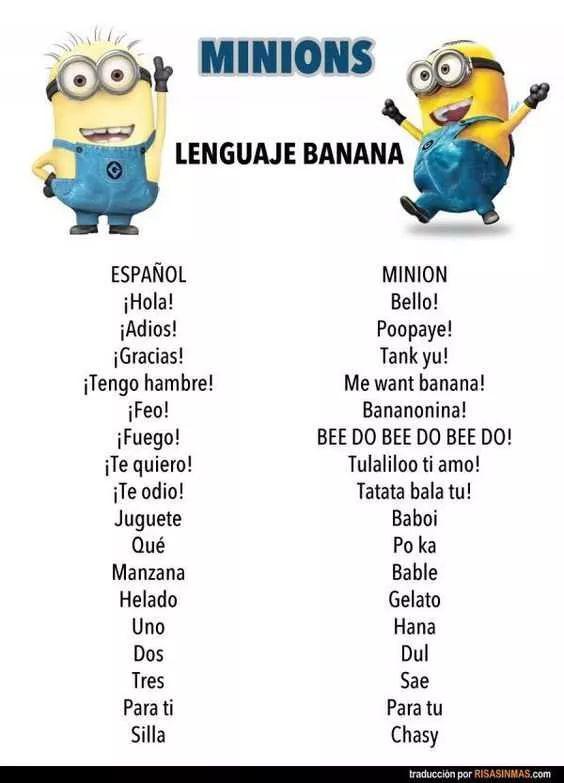 MINIONS
LENGUAJE BANANA
ESPAÑOL MINION
¡Hola! Bello!
¡Adios! Poopaye!
¡Gracias! Tank yu!
¡Tengo hambre! Me want banana!
¡Feo! Bananonina!
¡Fuego! BEE DO BEE DO BEE DO!
¡Te quiero! Tulaliloo ti amo!
¡Te odio! Tatata bala tu!
Juguete Baboi
Qué Po ka
Manzana Bable
Helado Gelato
Uno Hana
Dos Dul
Tres Sae
Para ti Para tu
Silla Chasy
traducción por RISASINMAS.com